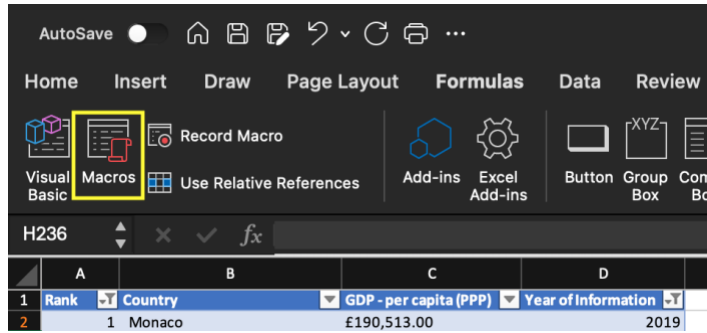 AutoSave
Home Insert Draw Page Layout Formulas Data Review
Visual Basic
Macros
Record Macro
Use Relative References
Add-ins
Excel Add-ins
Button
XYZ
Group Box
H236 fx
A B C D
1 Rank Country GDP - per capita (PPP) Year of Information
2 1 Monaco £190,513.00 2019